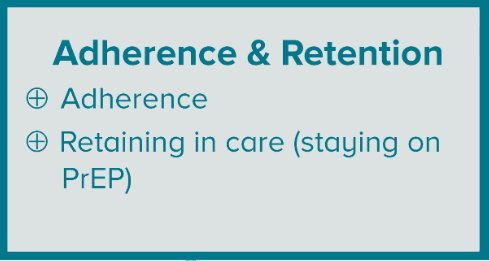 Adherence & Retention
⊕ Adherence
⊕ Retaining in care (staying on
PrEP)